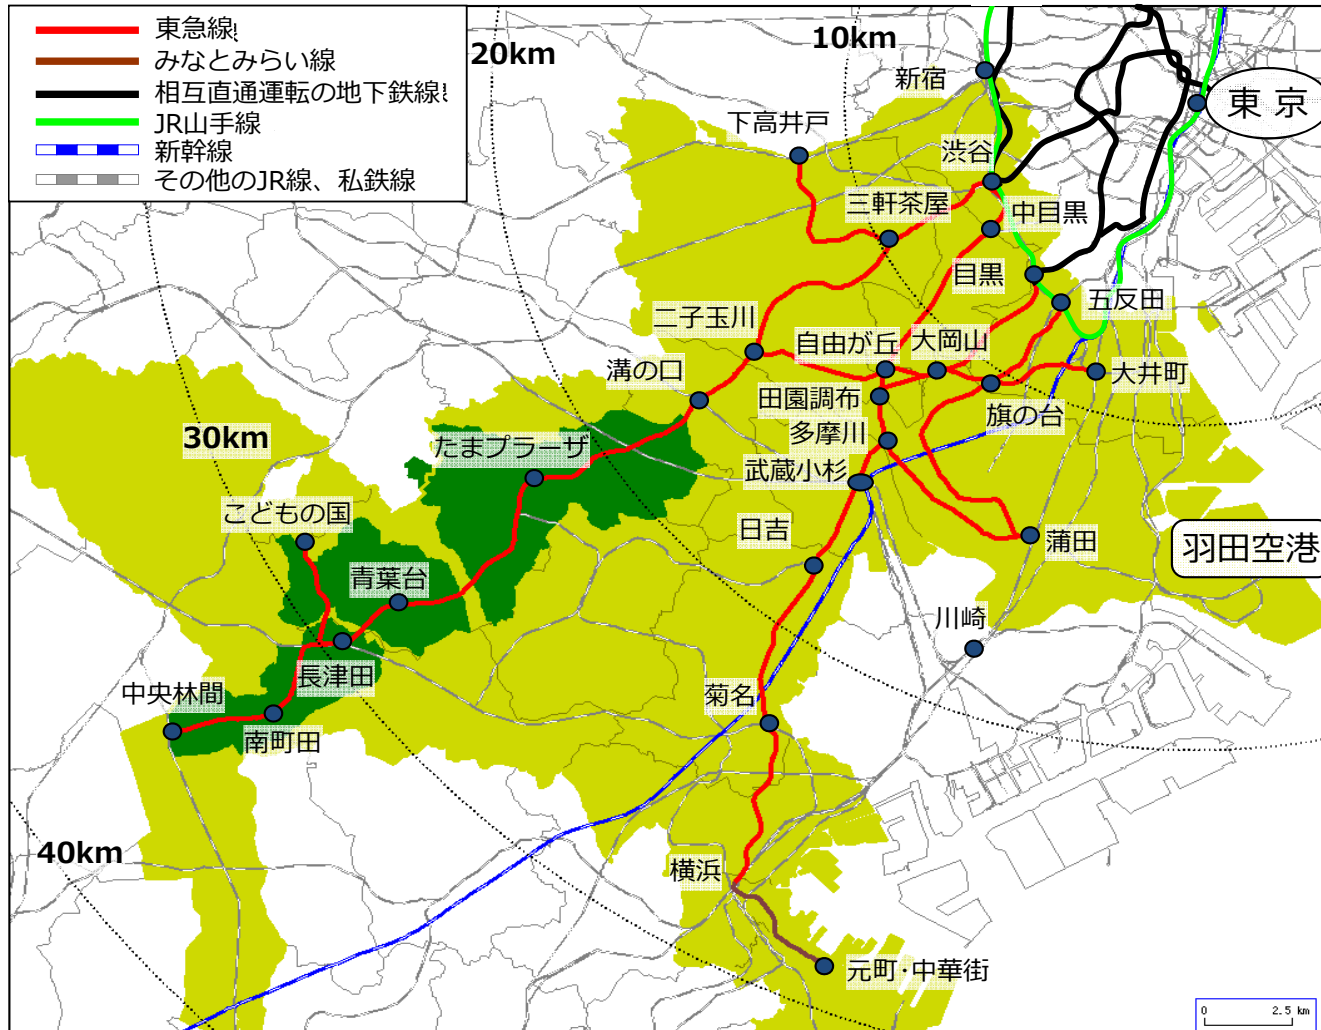 東急線
みなとみらい線
相互直通運転の地下鉄線
JR山手線
新幹線
その他のJR線、私鉄線
20km
10km
新宿
東京
下高井戸
渋谷
三軒茶屋
中目黒
目黒
五反田
二子玉川
自由が丘
大岡山
溝の口
大井町
田園調布
旗の台
30km
たまプラーザ
多摩川
武蔵小杉
こどもの国
日吉
蒲田
羽田空港
青葉台
川崎
長津田
中央林間
菊名
南町田
40km
横浜
元町・中華街
0 2.5 km